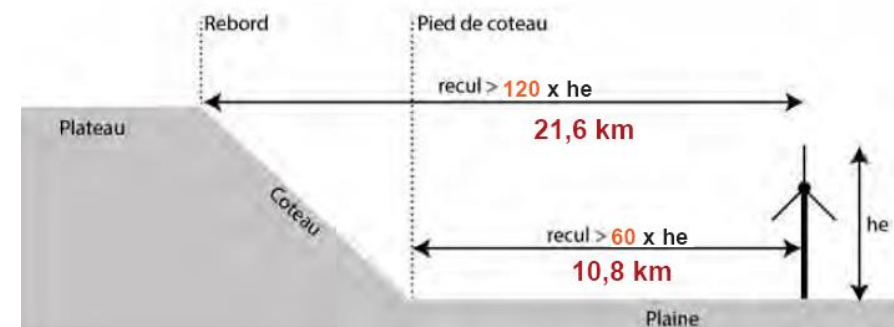 Rebord
Pied de coteau
recul > 120 x he
21,6 km
Plateau
Coteau
he
recul > 60 x he
10,8 km
Plaine